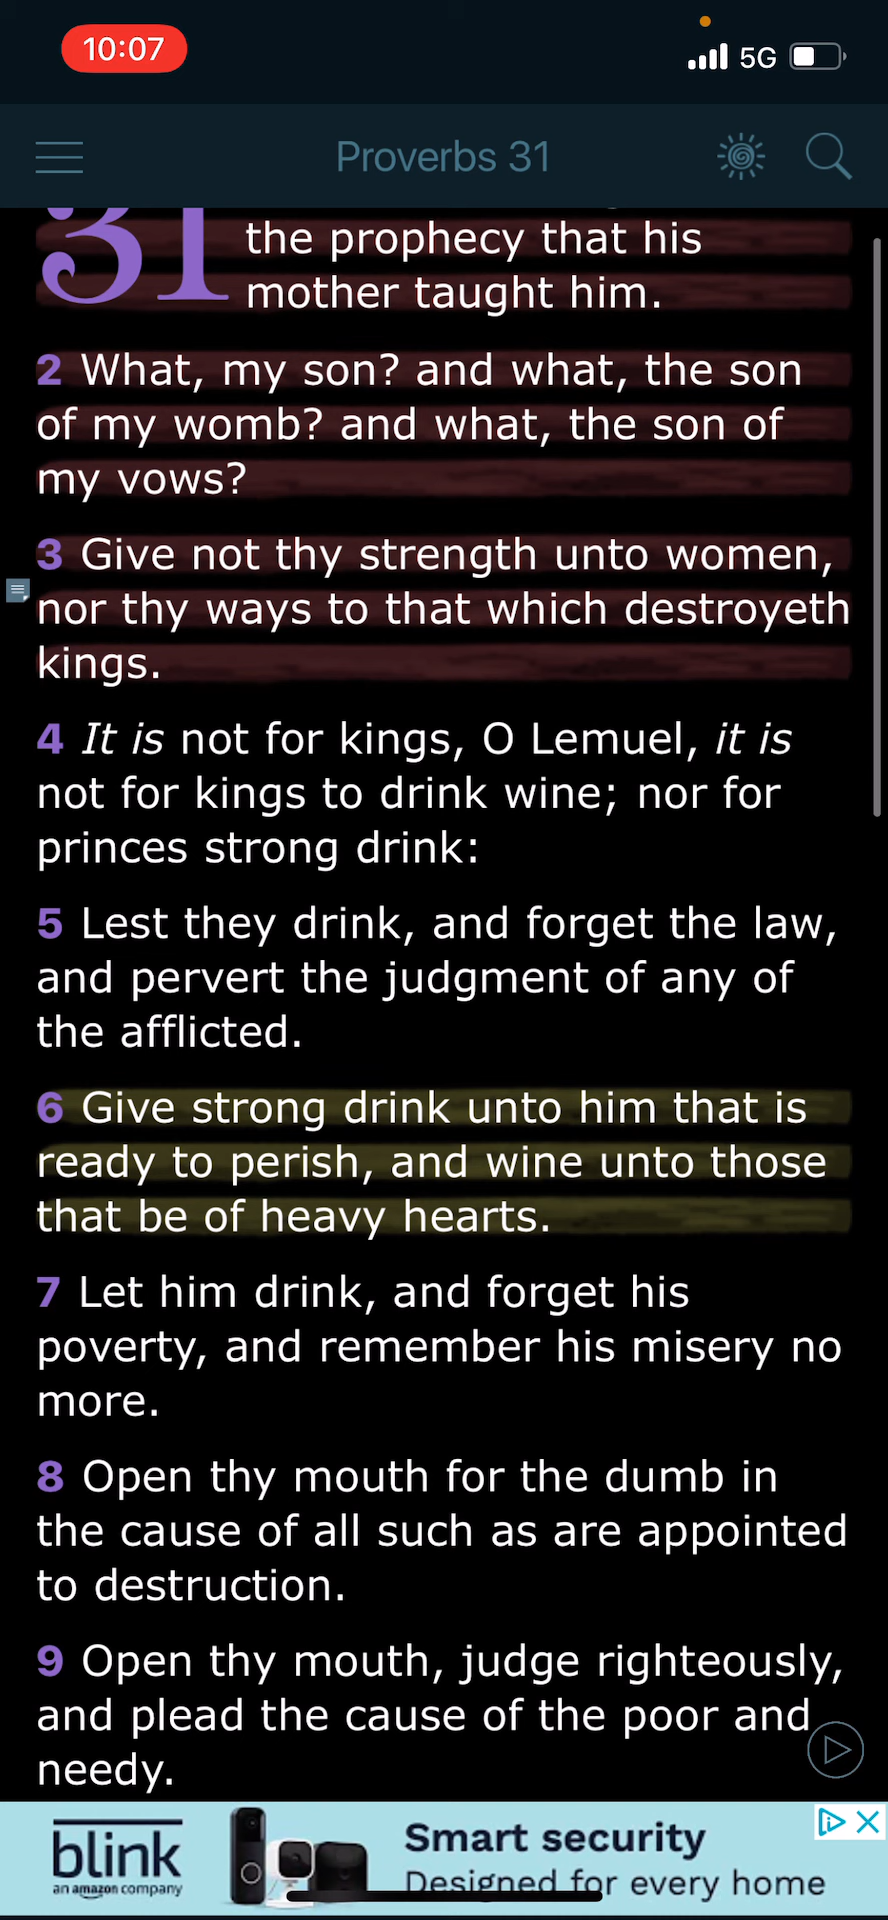 10:07
5G
Proverbs 31
31
the prophecy that his
mother taught him.
2 What, my son? and what, the son
of my womb? and what, the son of
my vows?
3 Give not thy strength unto women,
nor thy ways to that which destroyeth
kings.
4 It is not for kings, O Lemuel, it is
not for kings to drink wine; nor for
princes strong drink:
5 Lest they drink, and forget the law,
and pervert the judgment of any of
the afflicted.
6 Give strong drink unto him that is
ready to perish, and wine unto those
that be of heavy hearts.
7 Let him drink, and forget his
poverty, and remember his misery no
more.
8 Open thy mouth for the dumb in
the cause of all such as are appointed
to destruction.
9 Open thy mouth, judge righteously,
and plead the cause of the poor and
needy.
blink
an amazon company
Smart security
Designed for every home